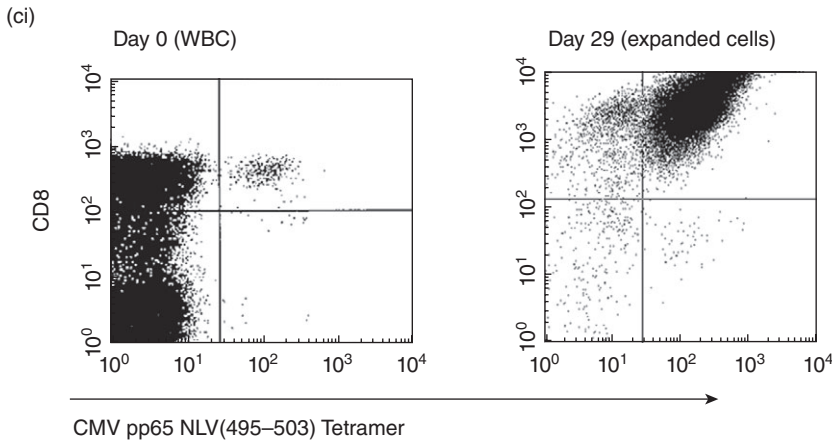 (ci)
Day 0 (WBC)
Day 29 (expanded cells)
CD8
10⁴
10³
10²
10¹
10⁰
10⁰ 10¹ 10² 10³ 10⁴
10⁴
10³
10²
10¹
10⁰
10⁰ 10¹ 10² 10³ 10⁴
CMV pp65 NLV(495–503) Tetramer